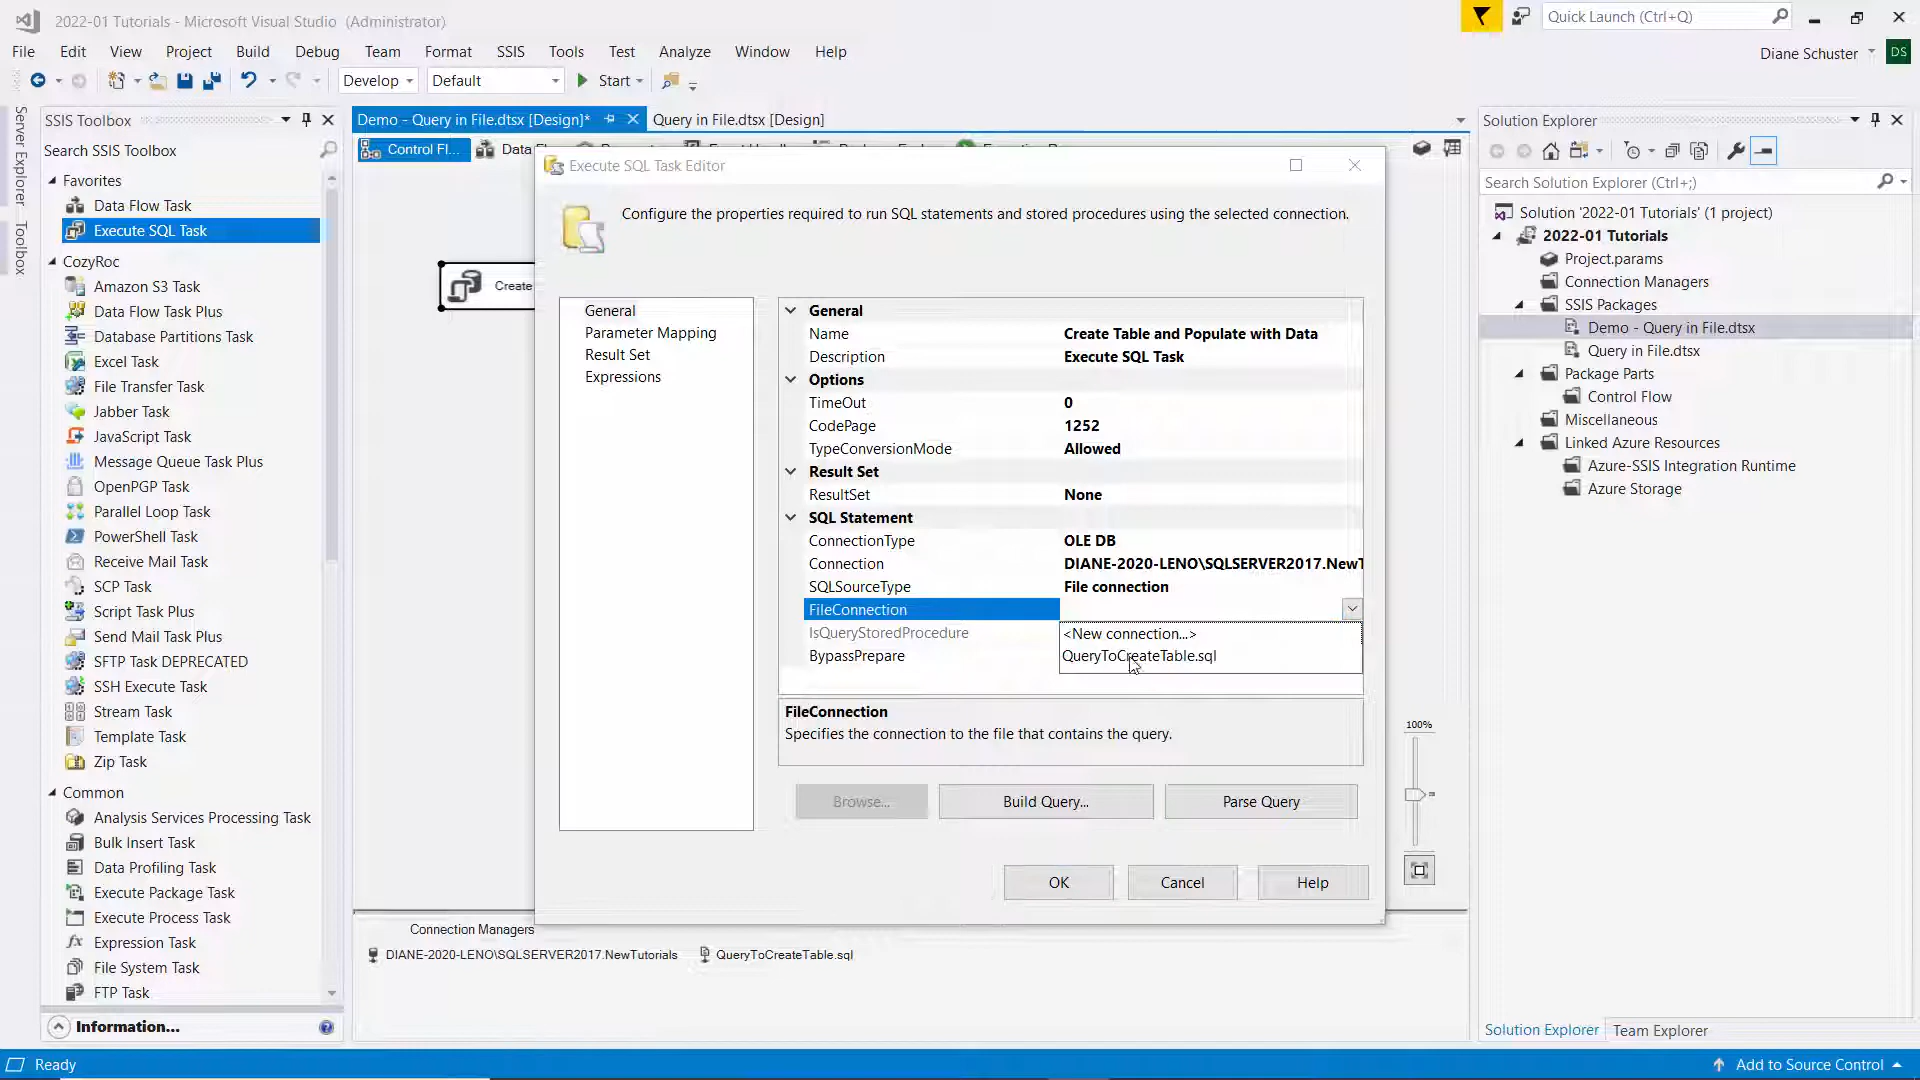 2022-01 Tutorials - Microsoft Visual Studio (Administrator)
Quick Launch (Ctrl+Q)
File Edit View Project Build Debug Team Format SSIS Tools Test Analyze Window Help
Diane Schuster DS
Develop Default Start
Server Explorer
Toolbox
SSIS Toolbox
Search SSIS Toolbox
Favorites
Data Flow Task
Execute SQL Task
CozyRoc
Amazon S3 Task
Data Flow Task Plus
Database Partitions Task
Excel Task
File Transfer Task
Jabber Task
JavaScript Task
Message Queue Task Plus
OpenPGP Task
Parallel Loop Task
PowerShell Task
Receive Mail Task
SCP Task
Script Task Plus
Send Mail Task Plus
SFTP Task DEPRECATED
SSH Execute Task
Stream Task
Template Task
Zip Task
Common
Analysis Services Processing Task
Bulk Insert Task
Data Profiling Task
Execute Package Task
Execute Process Task
Expression Task
File System Task
FTP Task
Information...
Demo - Query in File.dtsx [Design]* Query in File.dtsx [Design]
Control Fl... Data
Create
Execute SQL Task Editor
Configure the properties required to run SQL statements and stored procedures using the selected connection.
General
Parameter Mapping
Result Set
Expressions
General
Name Create Table and Populate with Data
Description Execute SQL Task
Options
TimeOut 0
CodePage 1252
TypeConversionMode Allowed
Result Set
ResultSet None
SQL Statement
ConnectionType OLE DB
Connection DIANE-2020-LENO\SQLSERVER2017.NewT
SQLSourceType File connection
FileConnection
IsQueryStoredProcedure
BypassPrepare
<New connection...>
QueryToCreateTable.sql
FileConnection
Specifies the connection to the file that contains the query.
Browse... Build Query... Parse Query
OK Cancel Help
100%
Connection Managers
DIANE-2020-LENO\SQLSERVER2017.NewTutorials QueryToCreateTable.sql
Solution Explorer
Search Solution Explorer (Ctrl+;)
Solution '2022-01 Tutorials' (1 project)
2022-01 Tutorials
Project.params
Connection Managers
SSIS Packages
Demo - Query in File.dtsx
Query in File.dtsx
Package Parts
Control Flow
Miscellaneous
Linked Azure Resources
Azure-SSIS Integration Runtime
Azure Storage
Solution Explorer Team Explorer
Ready
Add to Source Control